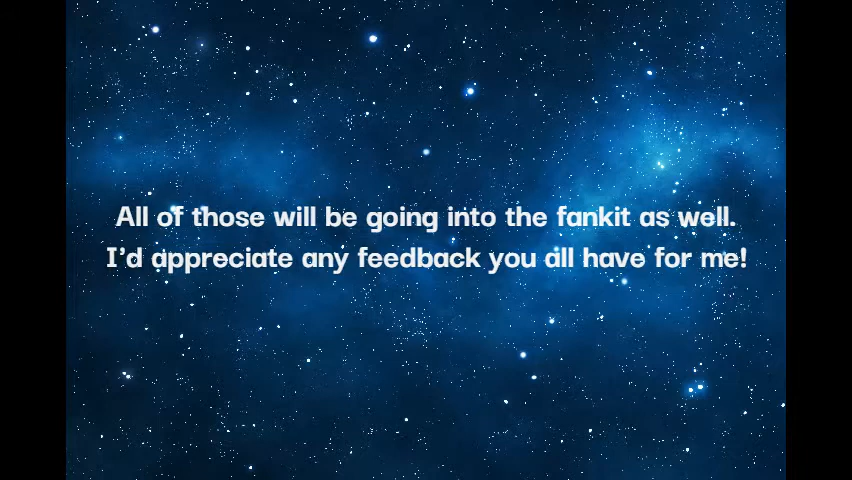 All of those will be going into the fankit as well.
I'd appreciate any feedback you all have for me!